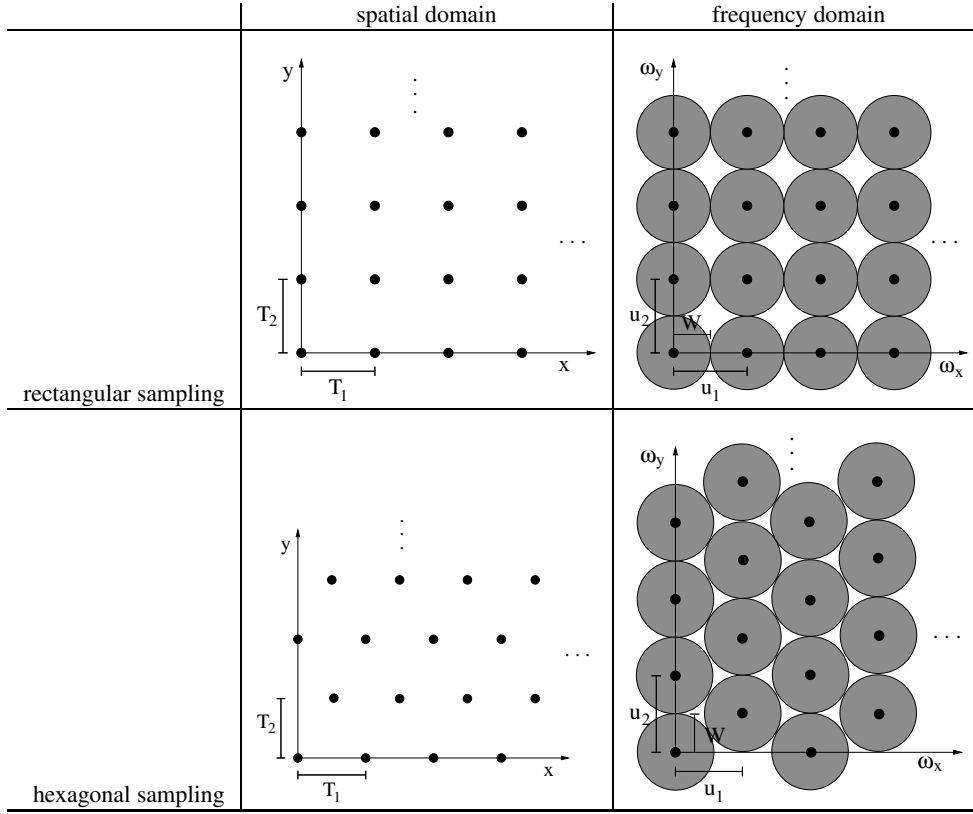 spatial domain
frequency domain
y
. . .
. . .
T2
T1
x
rectangular sampling
ωy
. . .
. . .
u2
W
u1
ωx
y
. . .
. . .
T2
T1
x
hexagonal sampling
ωy
. . .
. . .
u2
W
u1
ωx